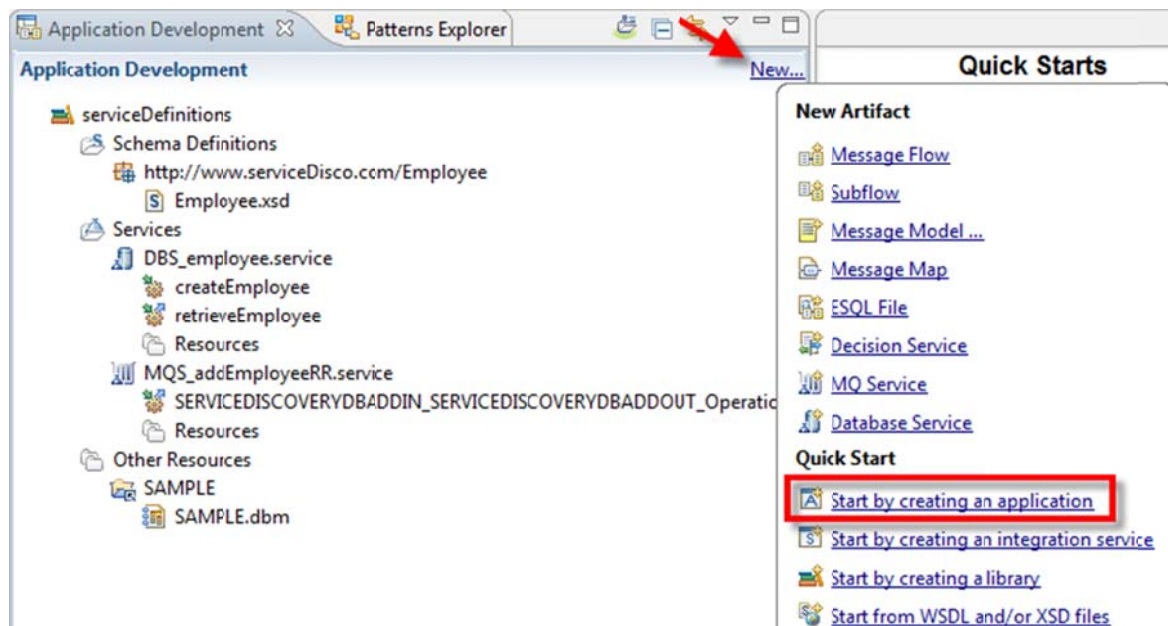 Application Development
Patterns Explorer
Application Development
New...
serviceDefinitions
Schema Definitions
http://www.serviceDisco.com/Employee
Employee.xsd
Services
DBS_employee.service
createEmployee
retrieveEmployee
Resources
MQS_addEmployeeRR.service
SERVICEDISCOVERYDBADDIN_SERVICEDISCOVERYDBADDOUT_Operatic
Resources
Other Resources
SAMPLE
SAMPLE.dbm
Quick Starts
New Artifact
Message Flow
Subflow
Message Model ...
Message Map
ESQL File
Decision Service
MQ Service
Database Service
Quick Start
Start by creating an application
Start by creating an integration service
Start by creating a library
Start from WSDL and/or XSD files